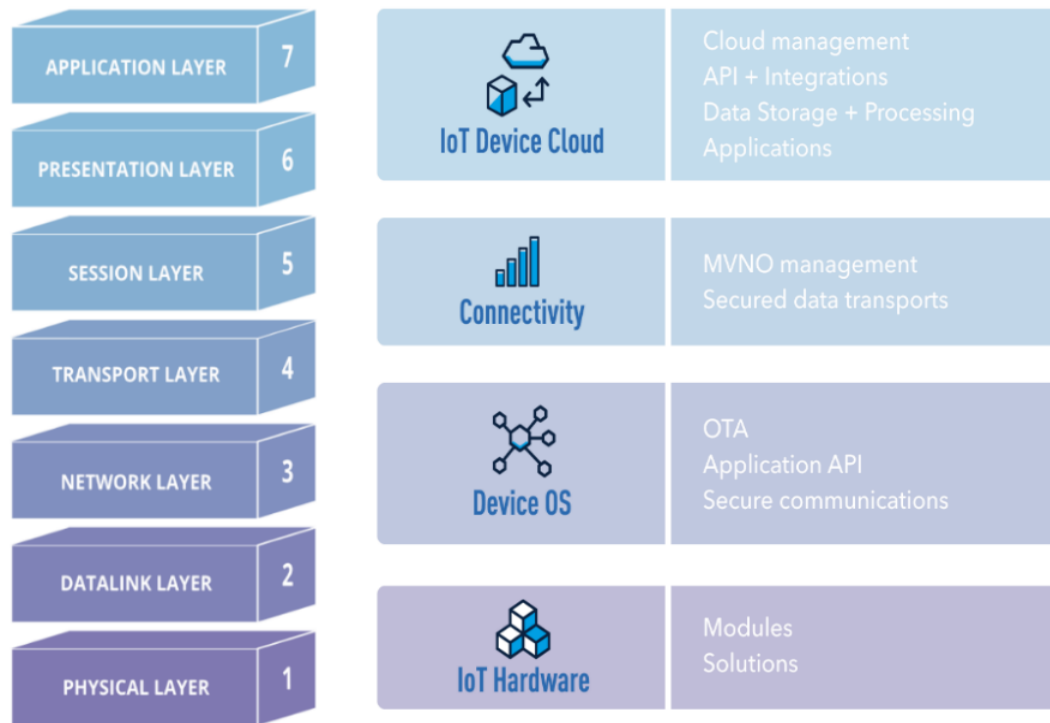 APPLICATION LAYER 7
PRESENTATION LAYER 6
SESSION LAYER 5
TRANSPORT LAYER 4
NETWORK LAYER 3
DATALINK LAYER 2
PHYSICAL LAYER 1
IoT Device Cloud
Cloud management
API + Integrations
Data Storage + Processing
Applications
Connectivity
MVNO management
Secured data transports
Device OS
OTA
Application API
Secure communications
IoT Hardware
Modules
Solutions